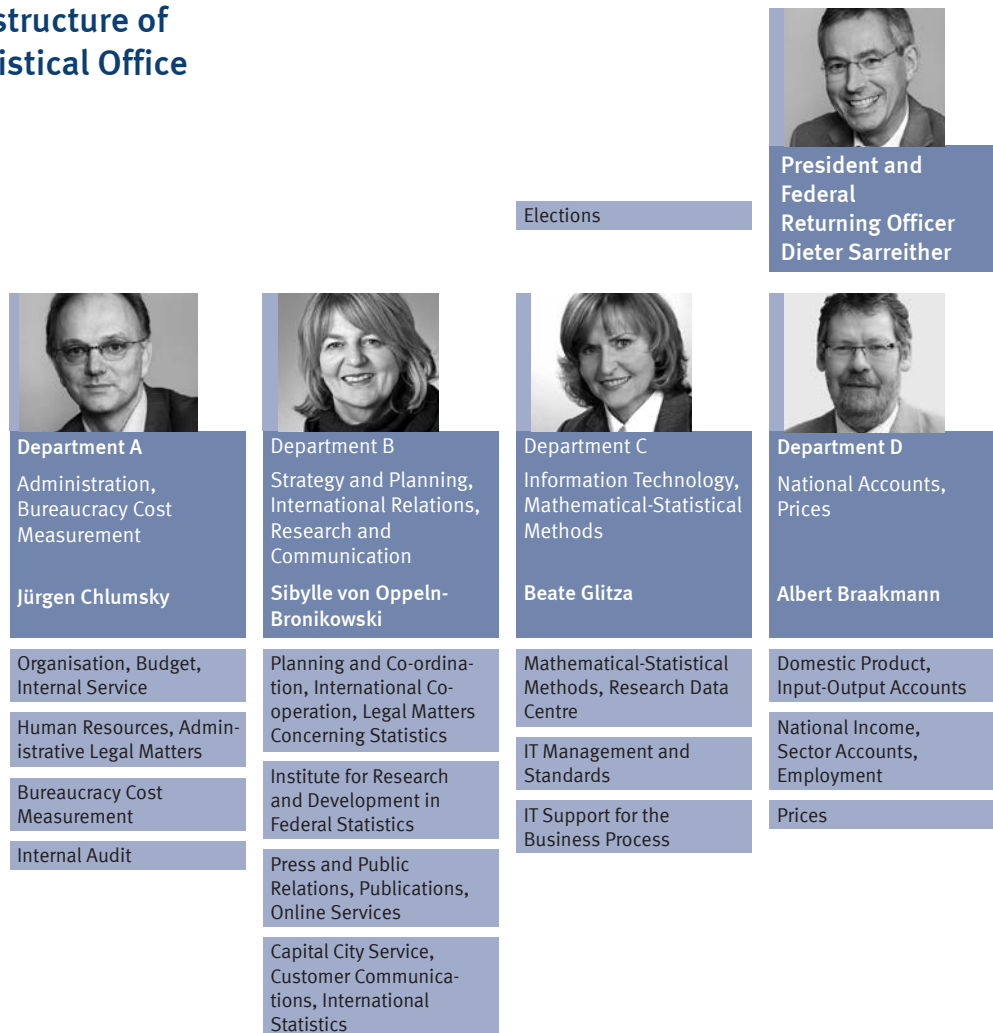 structure of
istical Office
President and
Federal
Returning Officer
Dieter Sarreither
Elections
Department A
Administration,
Bureaucracy Cost
Measurement
Jürgen Chlumsky
Organisation, Budget,
Internal Service
Human Resources, Admin-
istrative Legal Matters
Bureaucracy Cost
Measurement
Internal Audit
Department B
Strategy and Planning,
International Relations,
Research and
Communication
Sibylle von Oppeln-
Bronikowski
Planning and Co-ordina-
tion, International Co-
operation, Legal Matters
Concerning Statistics
Institute for Research
and Development in
Federal Statistics
Press and Public
Relations, Publications,
Online Services
Capital City Service,
Customer Communica-
tions, International
Statistics
Department C
Information Technology,
Mathematical-Statistical
Methods
Beate Glitza
Mathematical-Statistical
Methods, Research Data
Centre
IT Management and
Standards
IT Support for the
Business Process
Department D
National Accounts,
Prices
Albert Braakmann
Domestic Product,
Input-Output Accounts
National Income,
Sector Accounts,
Employment
Prices